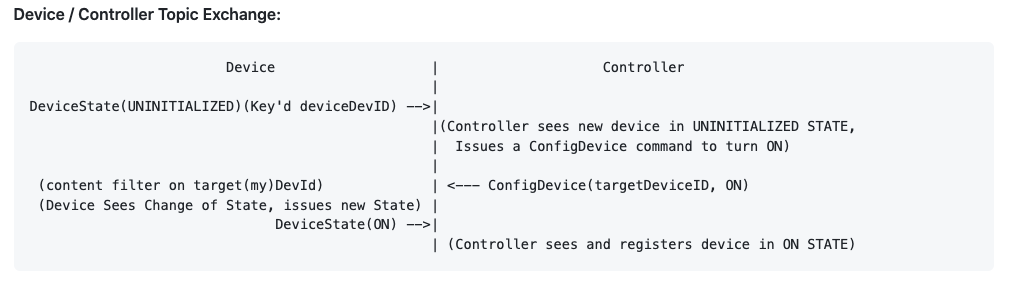 Device / Controller Topic Exchange:
Device | Controller
|
DeviceState(UNINITIALIZED)(Key'd deviceDevID) -->|
|(Controller sees new device in UNINITIALIZED STATE,
| Issues a ConfigDevice command to turn ON)
|
(content filter on target(my)DevId) | <--- ConfigDevice(targetDeviceID, ON)
(Device Sees Change of State, issues new State) |
DeviceState(ON) -->|
| (Controller sees and registers device in ON STATE)